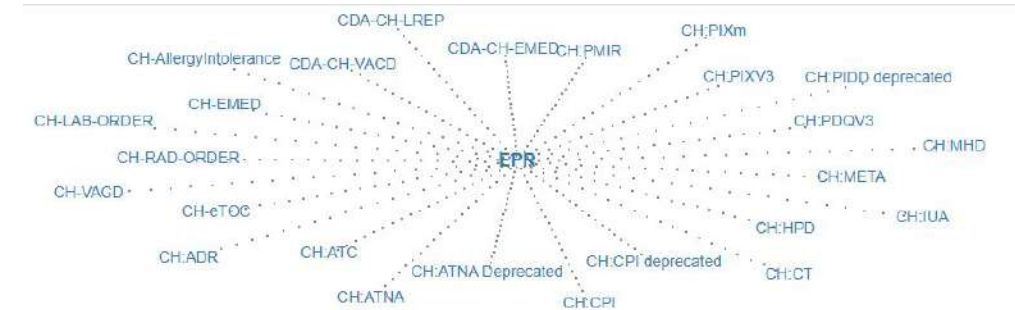 CDA-CH-LREP
CDA-CH-EMED
CH:PMIR
CH:PIXm
CH-AllergyIntolerance
CDA-CH-VACD
CH:PIXV3
CH:PIDD deprecated
CH-EMED
CH-LAB-ORDER
CH:PDQV3
CH-RAD-ORDER
EPR
CH:MHD
CH:META
CH-VACD
CH-eTOC
CH:IUA
CH:HPD
CH:ADR
CH:ATC
CH:ATNA Deprecated
CH:CPI deprecated
CH:CT
CH:ATNA
CH:CPI